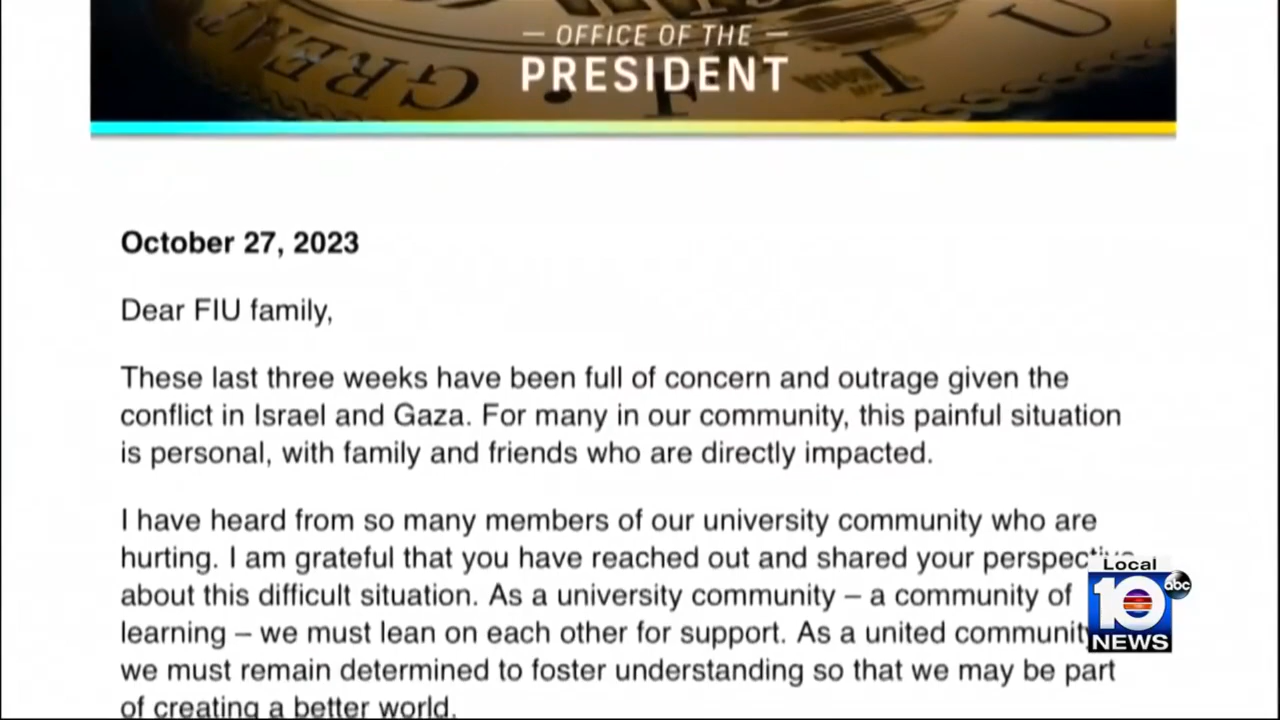 — OFFICE OF THE —
PRESIDENT
GREAT
F I U
October 27, 2023
Dear FIU family,
These last three weeks have been full of concern and outrage given the
conflict in Israel and Gaza. For many in our community, this painful situation
is personal, with family and friends who are directly impacted.
I have heard from so many members of our university community who are
hurting. I am grateful that you have reached out and shared your
about this difficult situation. As a university community – a community of
learning – we must lean on each other for support. As a united community
we must remain determined to foster understanding so that we may be part
of creating a better world.
Local
10
abc
NEWS